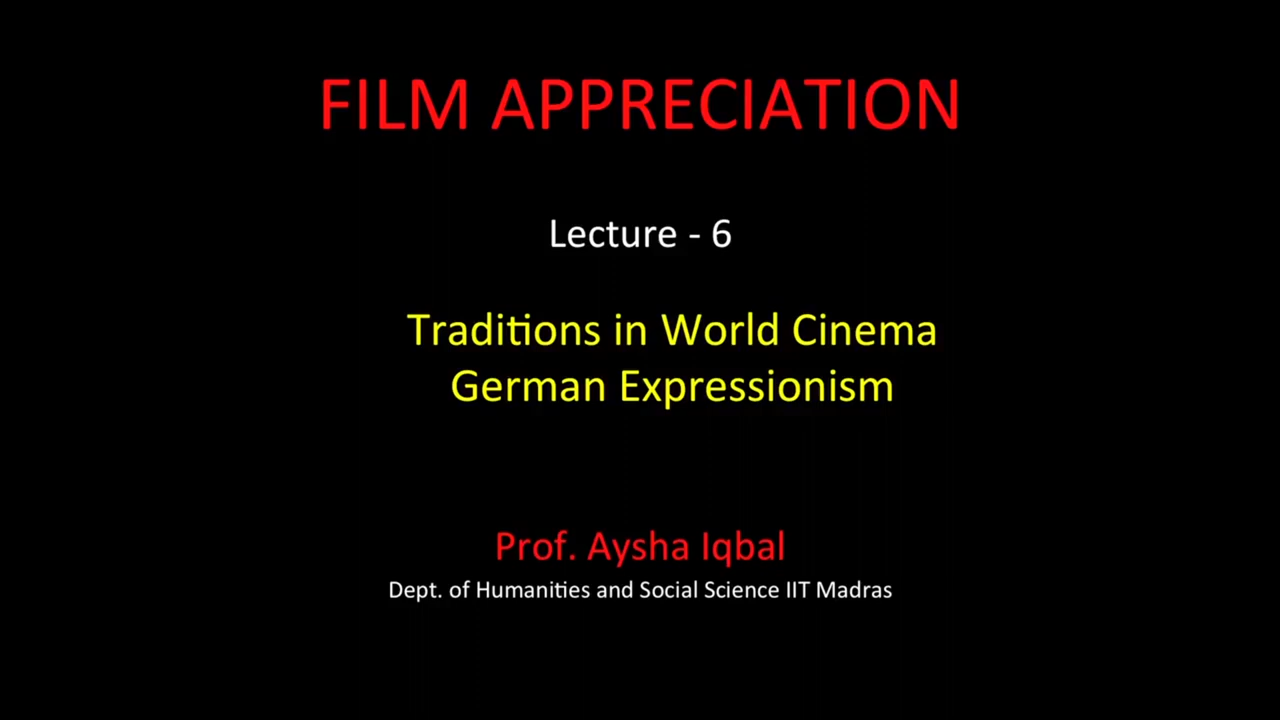 FILM APPRECIATION
Lecture - 6
Traditions in World Cinema
German Expressionism
Prof. Aysha Iqbal
Dept. of Humanities and Social Science IIT Madras